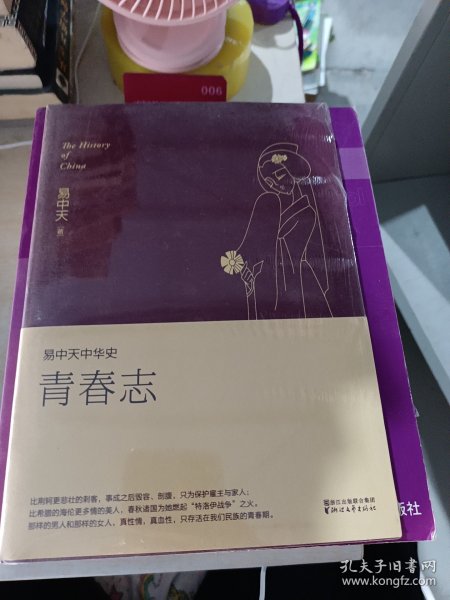 006
The History
of
China
易中天 著
易中天中华史
青春志
比荆轲更悲壮的刺客，事成之后毁容、剖腹，只为保护雇主与家人；
比希腊的海伦更多情的美人，春秋诸国为她燃起“特洛伊战争”之火。
那样的男人和那样的女人，真性情，真血性，只存在我们民族的青春期。
浙江出版联合集团
浙江文艺出版社
版社
孔夫子旧书网
www.kongfz.com